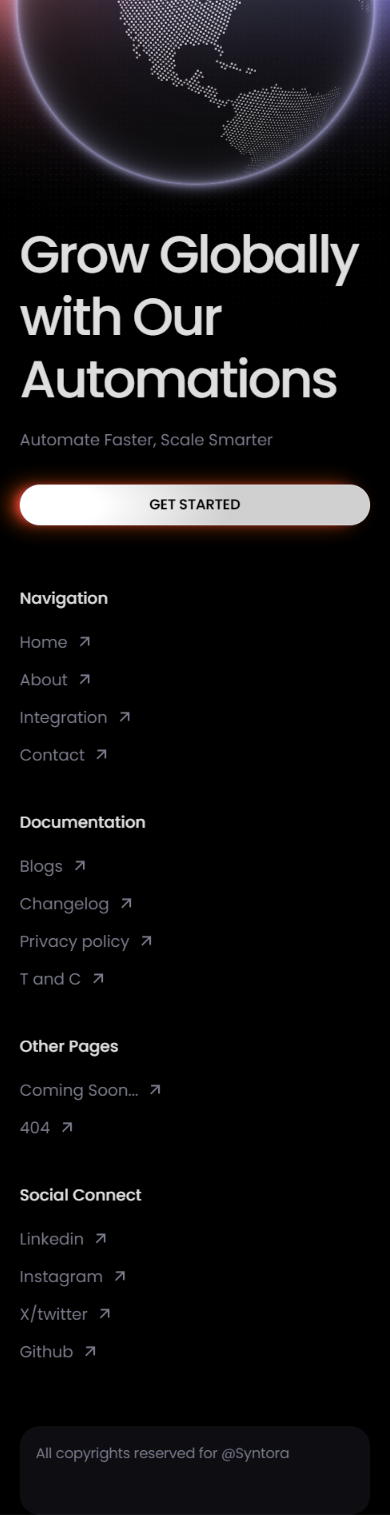 Grow Globally
with Our
Automations
Automate Faster, Scale Smarter
GET STARTED
Navigation
Home
About
Integration
Contact
Documentation
Blogs
Changelog
Privacy policy
T and C
Other Pages
Coming Soon...
404
Social Connect
Linkedin
Instagram
X/twitter
Github
All copyrights reserved for @Syntora